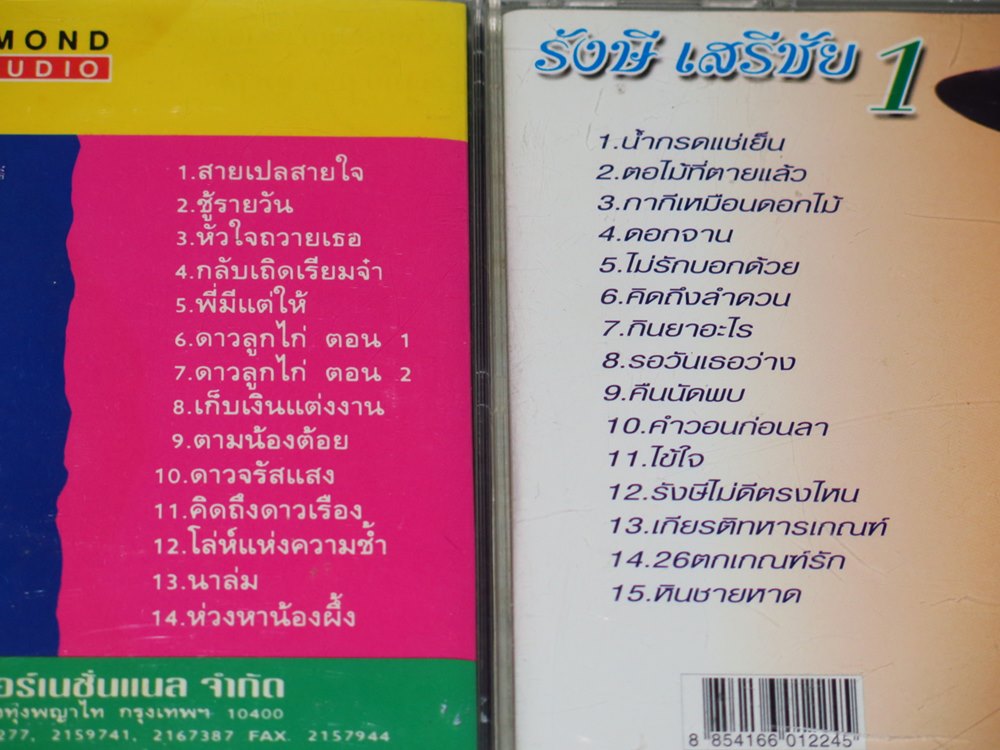 MOND
UDIO
1.สายเปลสายใจ
2.ชู้รายวัน
3.หัวใจถวายเธอ
4.กลับเถิดเรียมจ๋า
5.พี่มีแต่ให้
6.ดาวลูกไก่ ตอน 1
7.ดาวลูกไก่ ตอน 2
8.เก็บเงินแต่งงาน
9.ตามน้องต้อย
10.ดาวจรัสแสง
11.คิดถึงดาวเรือง
12.โล่ห์แห่งความช้ำ
13.นาล่ม
14.ห่วงหาน้องผึ้ง
อร์เนชั่นแนล จำกัด
ทุ่งพญาไท กรุงเทพฯ 10400
277, 2159741, 2167387 FAX. 2157944
รังษี เสรีชัย 1
1.น้ำกรดแช่เย็น
2.ตอไม้ที่ตายแล้ว
3.กากีเหมือนดอกไม้
4.ดอกจาน
5.ไม่รักบอกด้วย
6.คิดถึงลำดวน
7.กินยาอะไร
8.รอวันเธอว่าง
9.คืนนัดพบ
10.คำวอนก่อนลา
11.ไข้ใจ
12.รังษีไม่ดีตรงไหน
13.เกียรติทหารเกณฑ์
14.26ตกเกณฑ์รัก
15.หินชายหาด
8 854166 012245